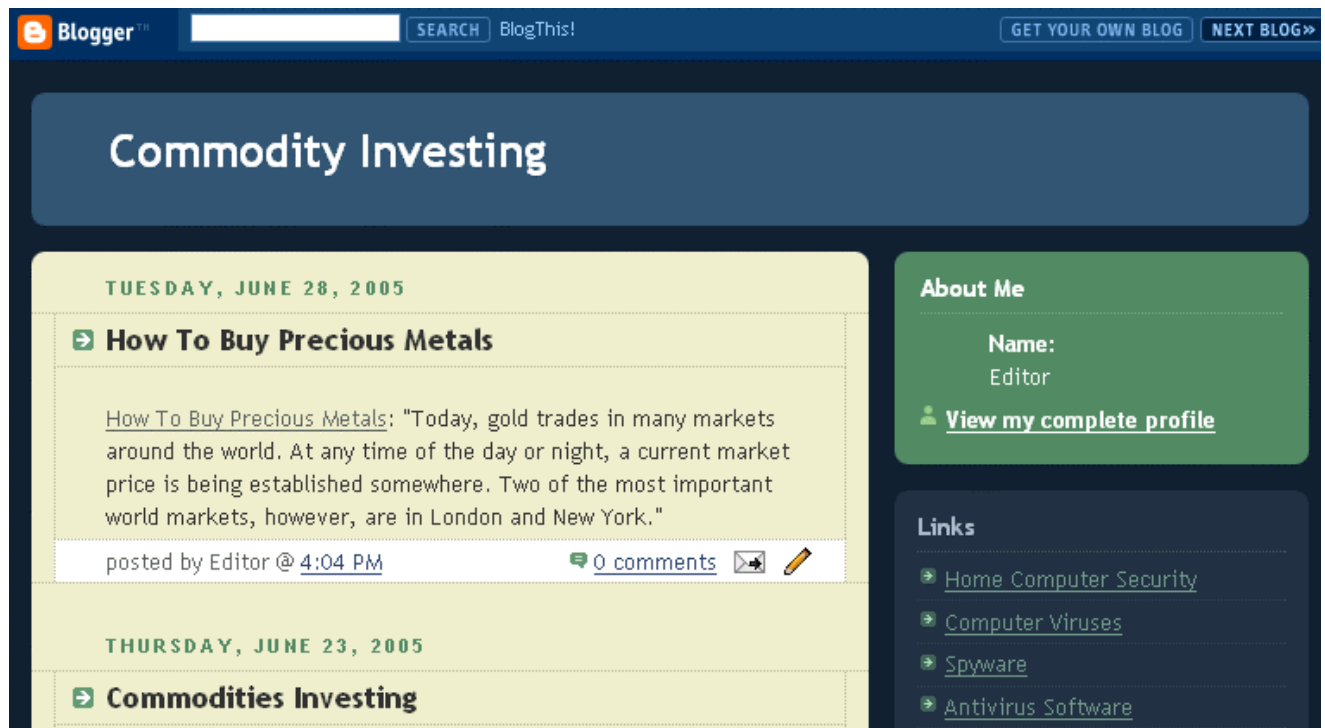 Blogger™ SEARCH BlogThis! GET YOUR OWN BLOG NEXT BLOG»
Commodity Investing
TUESDAY, JUNE 28, 2005
How To Buy Precious Metals
How To Buy Precious Metals: "Today, gold trades in many markets
around the world. At any time of the day or night, a current market
price is being established somewhere. Two of the most important
world markets, however, are in London and New York."
posted by Editor @ 4:04 PM 0 comments
THURSDAY, JUNE 23, 2005
Commodities Investing
About Me
Name:
Editor
View my complete profile
Links
Home Computer Security
Computer Viruses
Spyware
Antivirus Software